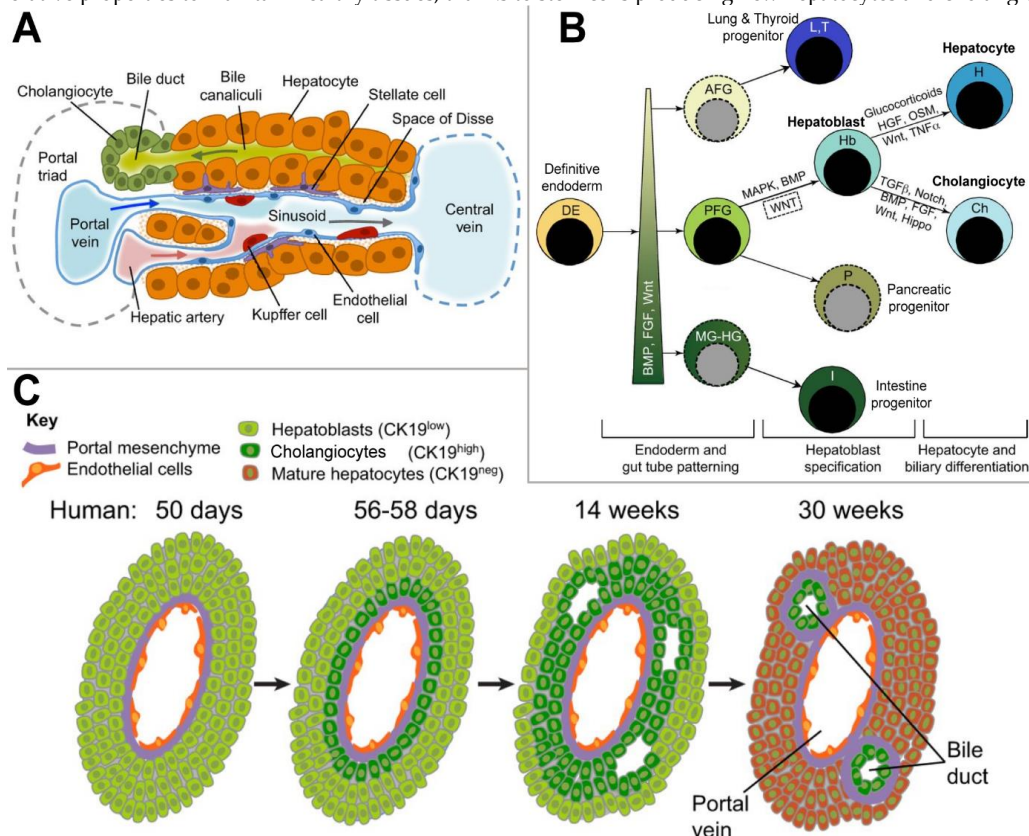 A
Cholangiocyte
Bile duct
Bile
canaliculi
Hepatocyte
Stellate cell
Space of Disse
Portal
triad
Portal
vein
Sinusoid
Central
vein
Hepatic artery
Kupffer cell
Endothelial
cell
B
Lung & Thyroid
progenitor
L,T
AFG
Hepatocyte
H
Glucocorticoids
HGF, OSM,
Wnt, TNFα
Hepatoblast
Hb
Definitive
endoderm
DE
MAPK, BMP
WNT
PFG
TGFβ, Notch,
BMP, FGF,
Wnt, Hippo
Cholangiocyte
Ch
P
Pancreatic
progenitor
BMP, FGF, Wnt
MG-HG
I
Intestine
progenitor
Endoderm and
gut tube patterning
Hepatoblast
specification
Hepatocyte and
biliary differentiation
C
Key
Portal mesenchyme
Endothelial cells
Hepatoblasts (CK19low)
Cholangiocytes (CK19high)
Mature hepatocytes (CK19neg)
Human: 50 days
56-58 days
14 weeks
30 weeks
Bile
duct
Portal
vein